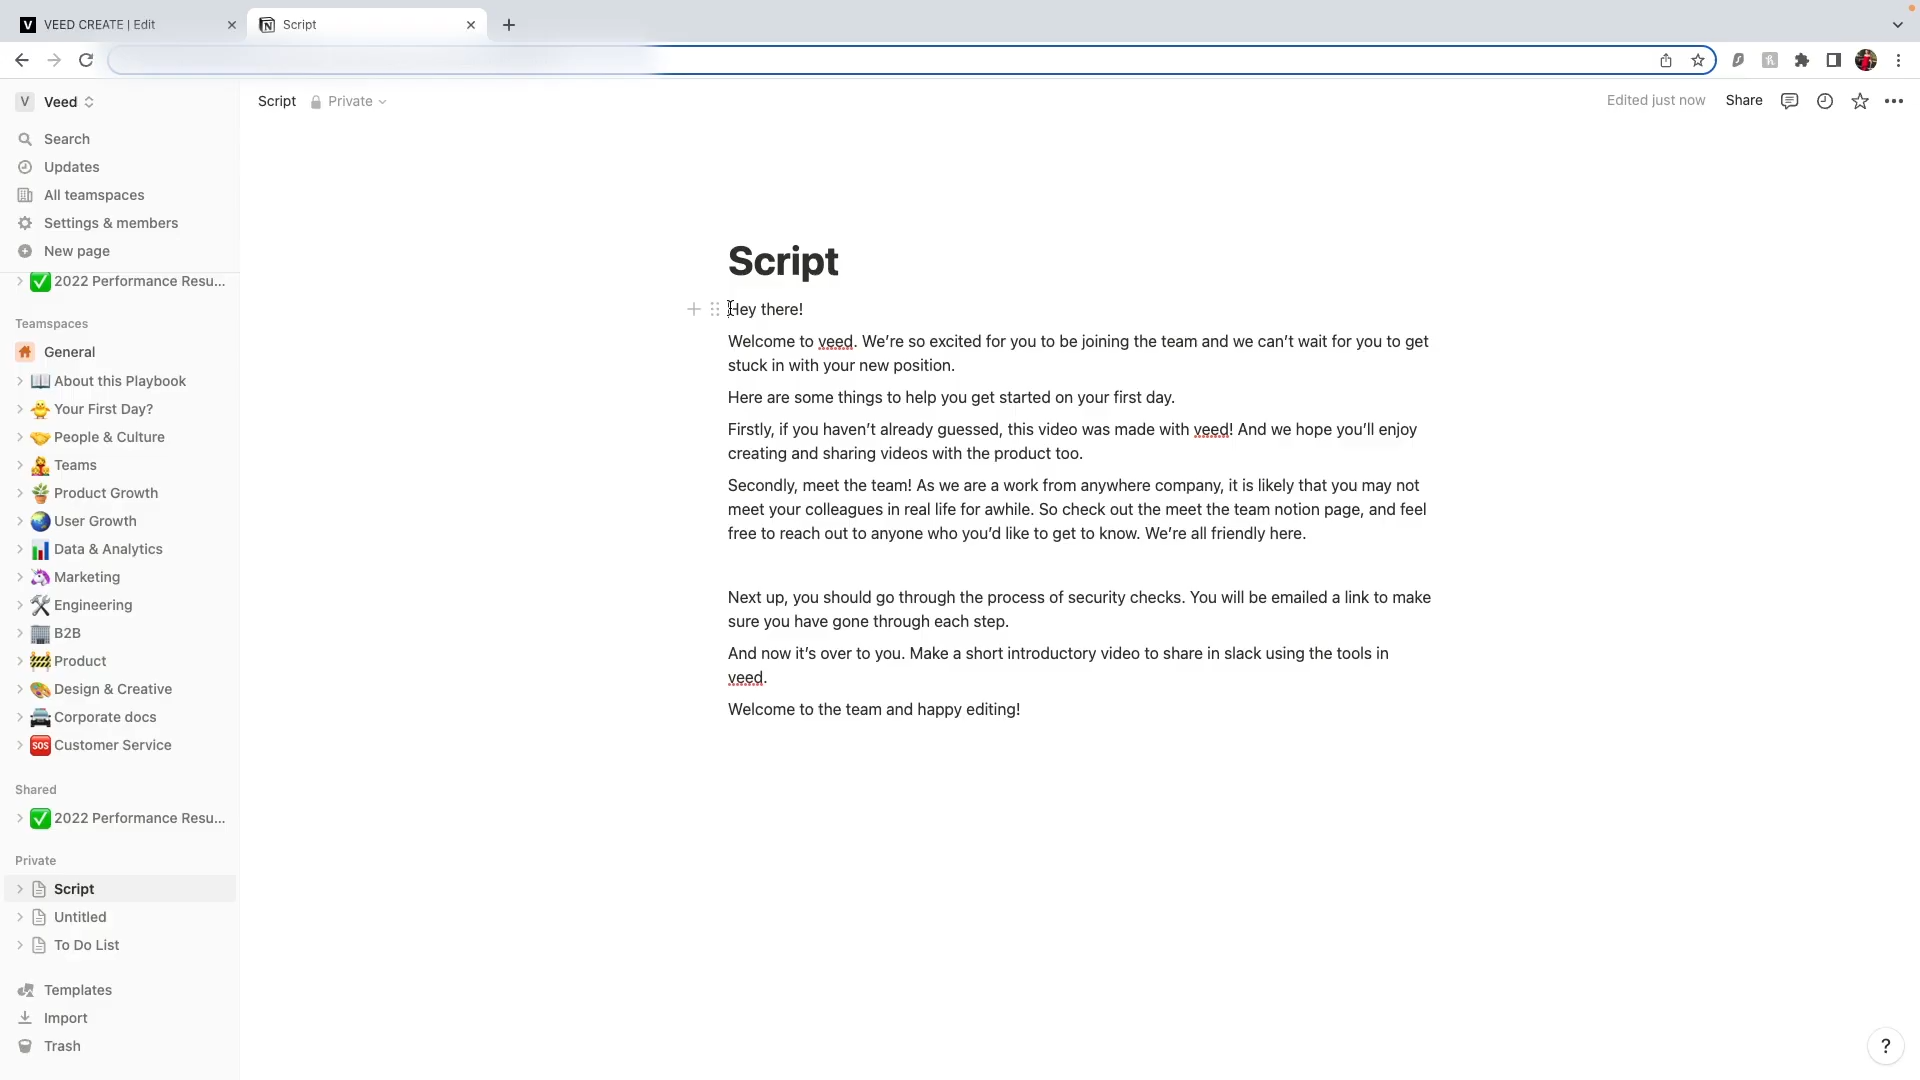 VEED CREATE | Edit
Script
Veed
Search
Updates
All teamspaces
Settings & members
New page
2022 Performance Resu...
Teamspaces
General
About this Playbook
Your First Day?
People & Culture
Teams
Product Growth
User Growth
Data & Analytics
Marketing
Engineering
B2B
Product
Design & Creative
Corporate docs
SOS
Customer Service
Shared
2022 Performance Resu...
Private
Script
Untitled
To Do List
Templates
Import
Trash
Script
Private
Edited just now
Share
Script
Hey there!
Welcome to veed. We’re so excited for you to be joining the team and we can’t wait for you to get
stuck in with your new position.
Here are some things to help you get started on your first day.
Firstly, if you haven’t already guessed, this video was made with veed! And we hope you’ll enjoy
creating and sharing videos with the product too.
Secondly, meet the team! As we are a work from anywhere company, it is likely that you may not
meet your colleagues in real life for awhile. So check out the meet the team notion page, and feel
free to reach out to anyone who you’d like to get to know. We’re all friendly here.
Next up, you should go through the process of security checks. You will be emailed a link to make
sure you have gone through each step.
And now it’s over to you. Make a short introductory video to share in slack using the tools in
veed.
Welcome to the team and happy editing!
?